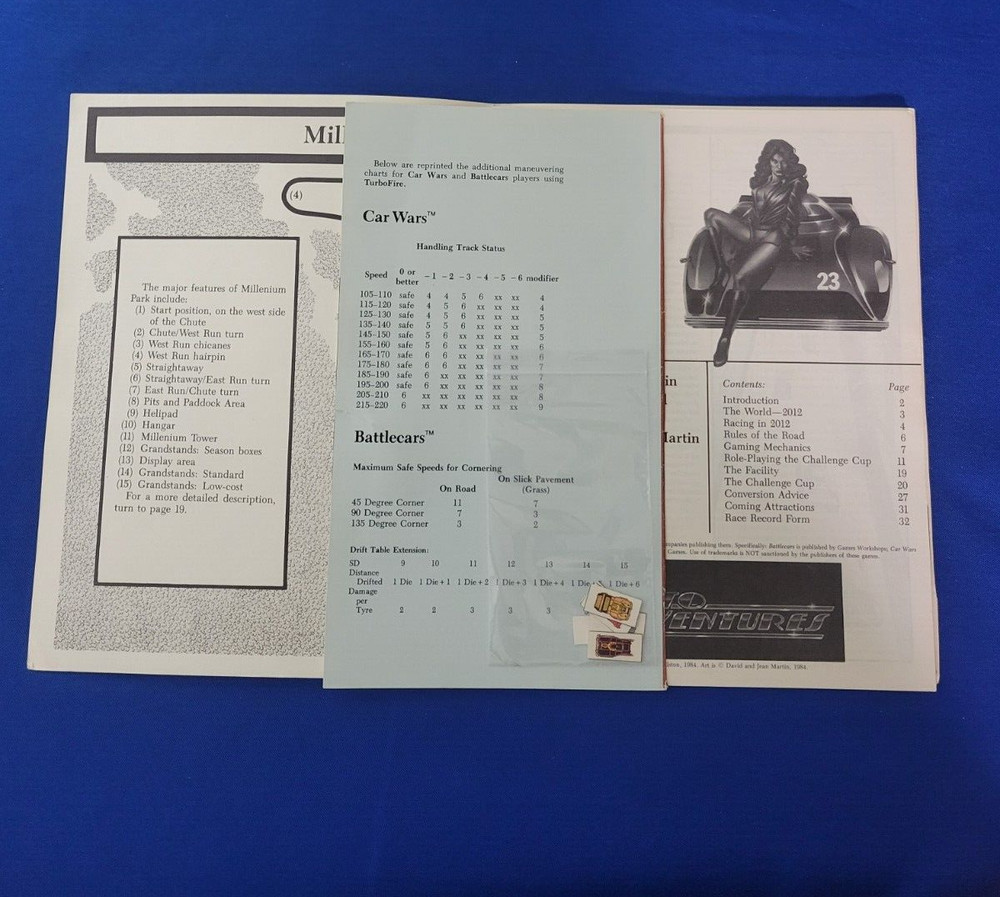 Mil
(4)
The major features of Millenium
Park include:
(1) Start position, on the west side
of the Chute
(2) Chute/West Run turn
(3) West Run chicanes
(4) West Run hairpin
(5) Straightaway
(6) Straightaway/East Run turn
(7) East Run/Chute turn
(8) Pits and Paddock Area
(9) Helipad
(10) Hangar
(11) Millenium Tower
(12) Grandstands: Season boxes
(13) Display area
(14) Grandstands: Standard
(15) Grandstands: Low-cost
For a more detailed description,
turn to page 19.
Below are reprinted the additional maneuvering
charts for Car Wars and Battlecars players using
TurboFire.
Car Wars™
Handling Track Status
Speed 0 or better -1 -2 -3 -4 -5 -6 modifier
105-110 safe 4 4 5 6 xx xx 4
115-120 safe 4 5 6 xx xx xx 4
125-130 safe 4 5 6 xx xx xx 5
135-140 safe 5 5 6 xx xx xx 5
145-150 safe 5 6 xx xx xx xx 5
155-160 safe 5 6 xx xx xx xx 6
165-170 safe 6 6 xx xx xx xx 6
175-180 safe 6 6 xx xx xx xx 7
185-190 safe 6 xx xx xx xx xx 7
195-200 safe 6 xx xx xx xx xx 8
205-210 6 xx xx xx xx xx xx 8
215-220 6 xx xx xx xx xx xx 9
Battlecars™
Maximum Safe Speeds for Cornering
On Road On Slick Pavement (Grass)
45 Degree Corner 11 7
90 Degree Corner 7 3
135 Degree Corner 3 2
Drift Table Extension:
SD 9 10 11 12 13 14 15
Distance
Drifted 1 Die 1 Die + 1 1 Die + 2 1 Die + 3 1 Die + 4 1 Die + 5 1 Die + 6
Damage
per
Tyre 2 2 3 3 3
23
in
Martin
Contents: Page
Introduction 2
The World—2012 3
Racing in 2012 4
Rules of the Road 6
Gaming Mechanics 7
Role-Playing the Challenge Cup 11
The Facility 19
The Challenge Cup 20
Conversion Advice 27
Coming Attractions 31
Race Record Form 32
mpanies publishing them. Specifically: Battlecars is published by Games Workshops, Car Wars
Games. Use of trademarks is NOT sanctioned by the publishers of these games.
VENTURES
1984. Art is © David and Jean Martin, 1984.